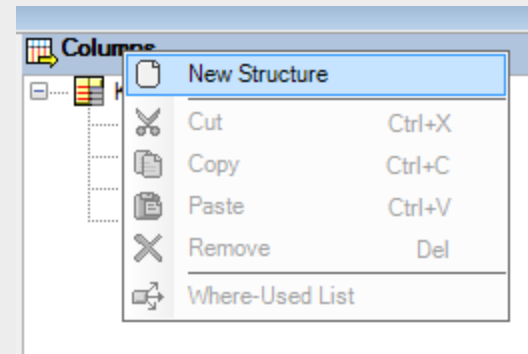 Columns
New Structure
Cut Ctrl+X
Copy Ctrl+C
Paste Ctrl+V
Remove Del
Where-Used List